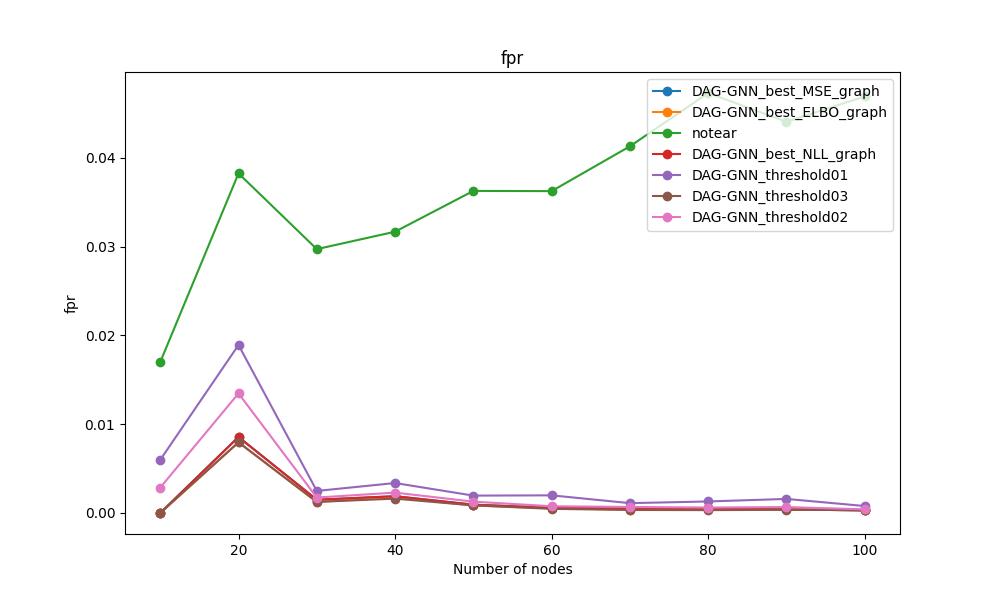 fpr
DAG-GNN_best_MSE_graph
DAG-GNN_best_ELBO_graph
notear
DAG-GNN_best_NLL_graph
DAG-GNN_threshold01
DAG-GNN_threshold03
DAG-GNN_threshold02
fpr
0.04
0.03
0.02
0.01
0.00
20 40 60 80 100
Number of nodes